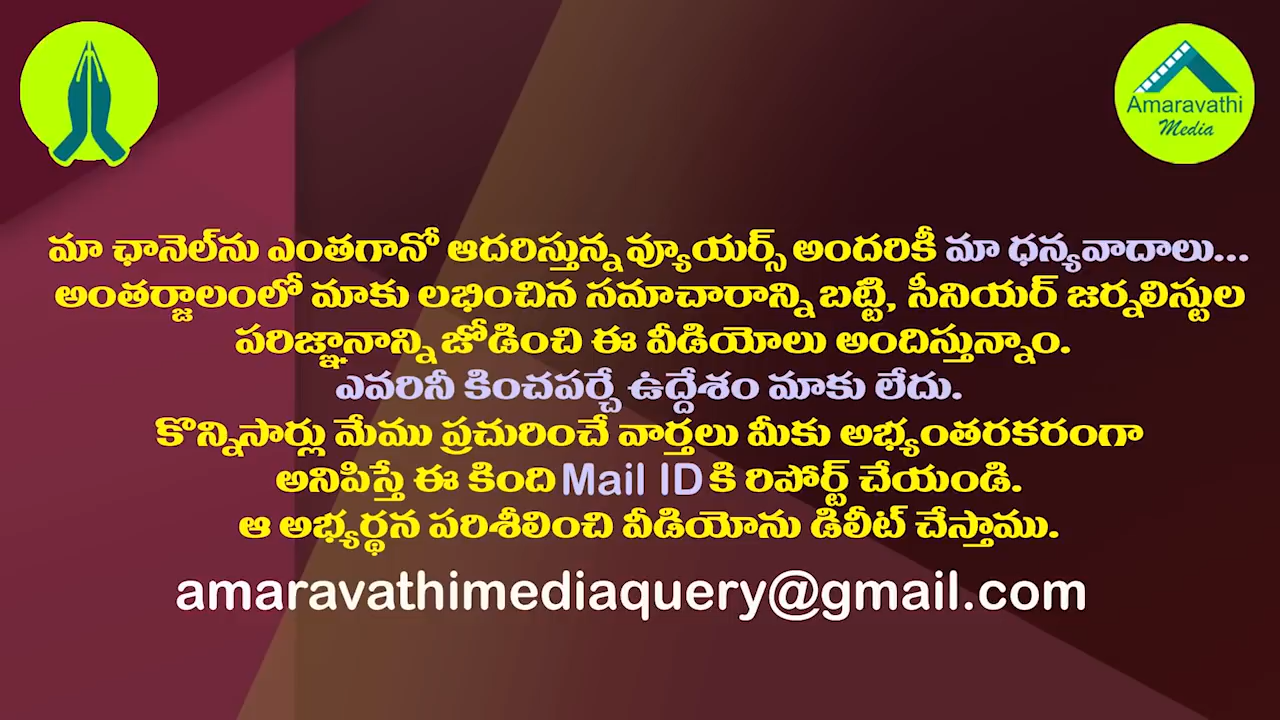 Amaravathi
Media
మా ఛానెల్‌ను ఎంతగానో ఆదరిస్తున్న వ్యూయర్స్ అందరికీ మా ధన్యవాదాలు...
అంతర్జాలంలో మాకు లభించిన సమాచారాన్ని బట్టి, సీనియర్ జర్నలిస్టుల
పరిజ్ఞానాన్ని జోడించి ఈ వీడియోలు అందిస్తున్నాం.
ఎవరినీ కించపర్చే ఉద్దేశం మాకు లేదు.
కొన్నిసార్లు మేము ప్రచురించే వార్తలు మీకు అభ్యంతరకరంగా
అనిపిస్తే ఈ కింది Mail ID కి రిపోర్ట్ చేయండి.
ఆ అభ్యర్థన పరిశీలించి వీడియోను డిలీట్ చేస్తాము.
amaravathimediaquery@gmail.com